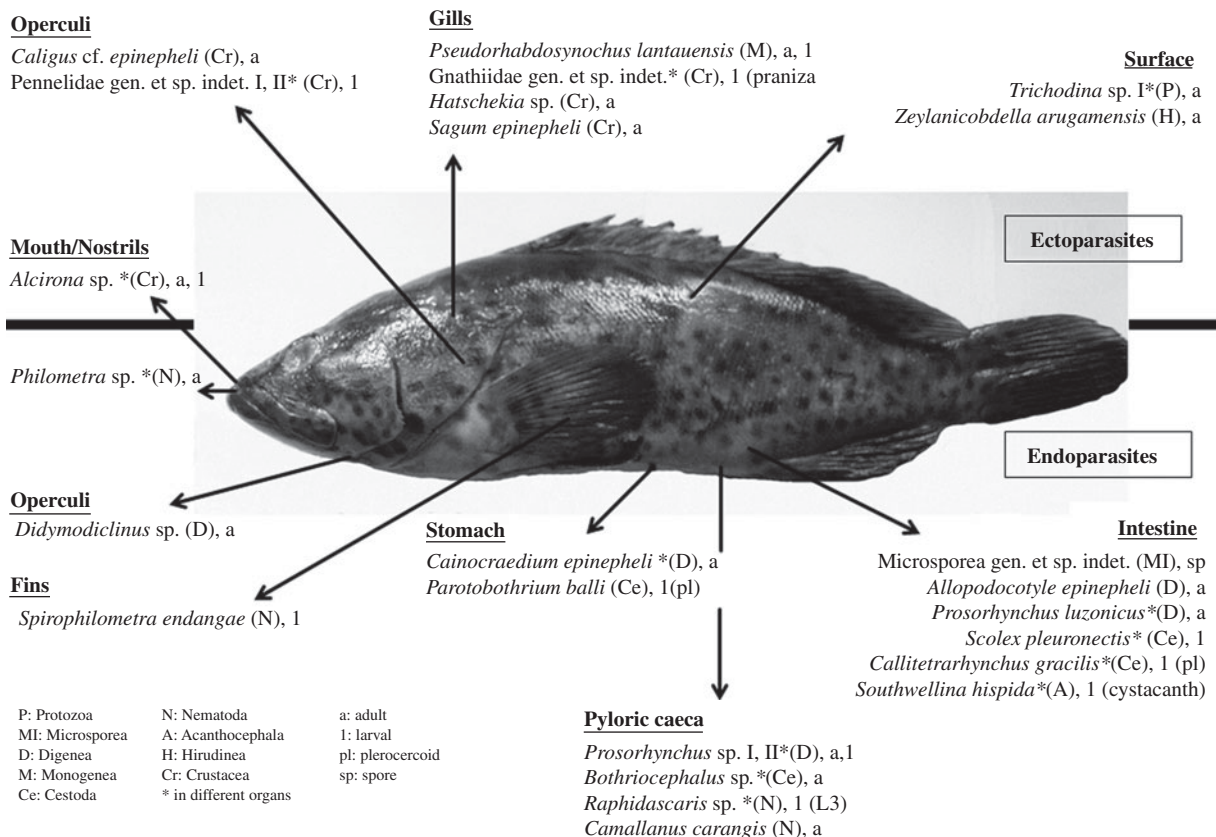 Operculi
Caligus cf. epinepheli (Cr), a
Pennelidae gen. et sp. indet. I, II* (Cr), 1
Gills
Pseudorhabdosynochus lantauensis (M), a, 1
Gnathiidae gen. et sp. indet.* (Cr), 1 (praniza
Hatschekia sp. (Cr), a
Sagum epinepheli (Cr), a
Surface
Trichodina sp. I*(P), a
Zeylanicobdella arugamensis (H), a
Mouth/Nostrils
Alcirona sp. *(Cr), a, 1
Ectoparasites
Philometra sp. *(N), a
Endoparasites
Operculi
Didymodiclinus sp. (D), a
Fins
Spirophilometra endangae (N), 1
Stomach
Cainocraedium epinepheli *(D), a
Parotobothrium balli (Ce), 1(pl)
Intestine
Microsporea gen. et sp. indet. (MI), sp
Allopodocotyle epinepheli (D), a
Prosorhynchus luzonicus*(D), a
Scolex pleuronectis* (Ce), 1
Callitetrarhynchus gracilis*(Ce), 1 (pl)
Southwellina hispida*(A), 1 (cystacanth)
Pyloric caeca
Prosorhynchus sp. I, II*(D), a,1
Bothriocephalus sp.*(Ce), a
Raphidascaris sp. *(N), 1 (L3)
Camallanus carangis (N), a
P: Protozoa
MI: Microsporea
D: Digenea
M: Monogenea
Ce: Cestoda
N: Nematoda
A: Acanthocephala
H: Hirudinea
Cr: Crustacea
* in different organs
a: adult
1: larval
pl: plerocercoid
sp: spore